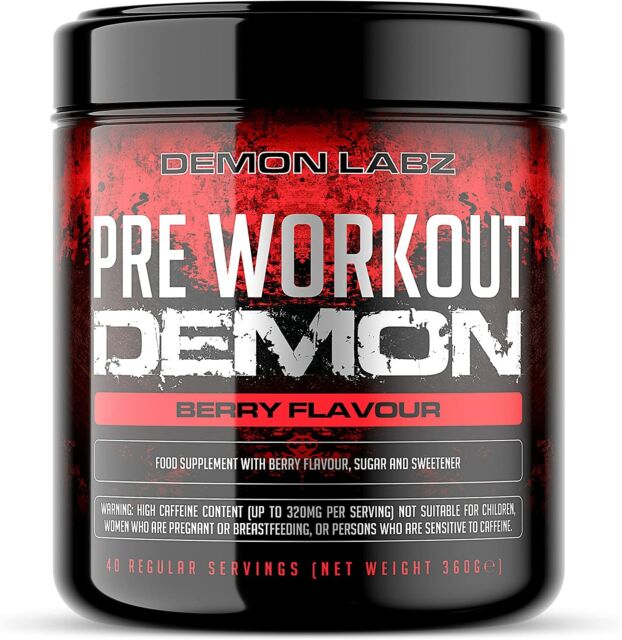 DEMON LABZ
PRE WORKOUT
DEMON
BERRY FLAVOUR
FOOD SUPPLEMENT WITH BERRY FLAVOUR, SUGAR AND SWEETENER
WARNING: HIGH CAFFEINE CONTENT (UP TO 320MG PER SERVING) NOT SUITABLE FOR CHILDREN,
WOMEN WHO ARE PREGNANT OR BREASTFEEDING, OR PERSONS WHO ARE SENSITIVE TO CAFFEINE.
40 REGULAR SERVINGS (NET WEIGHT 360G℮)